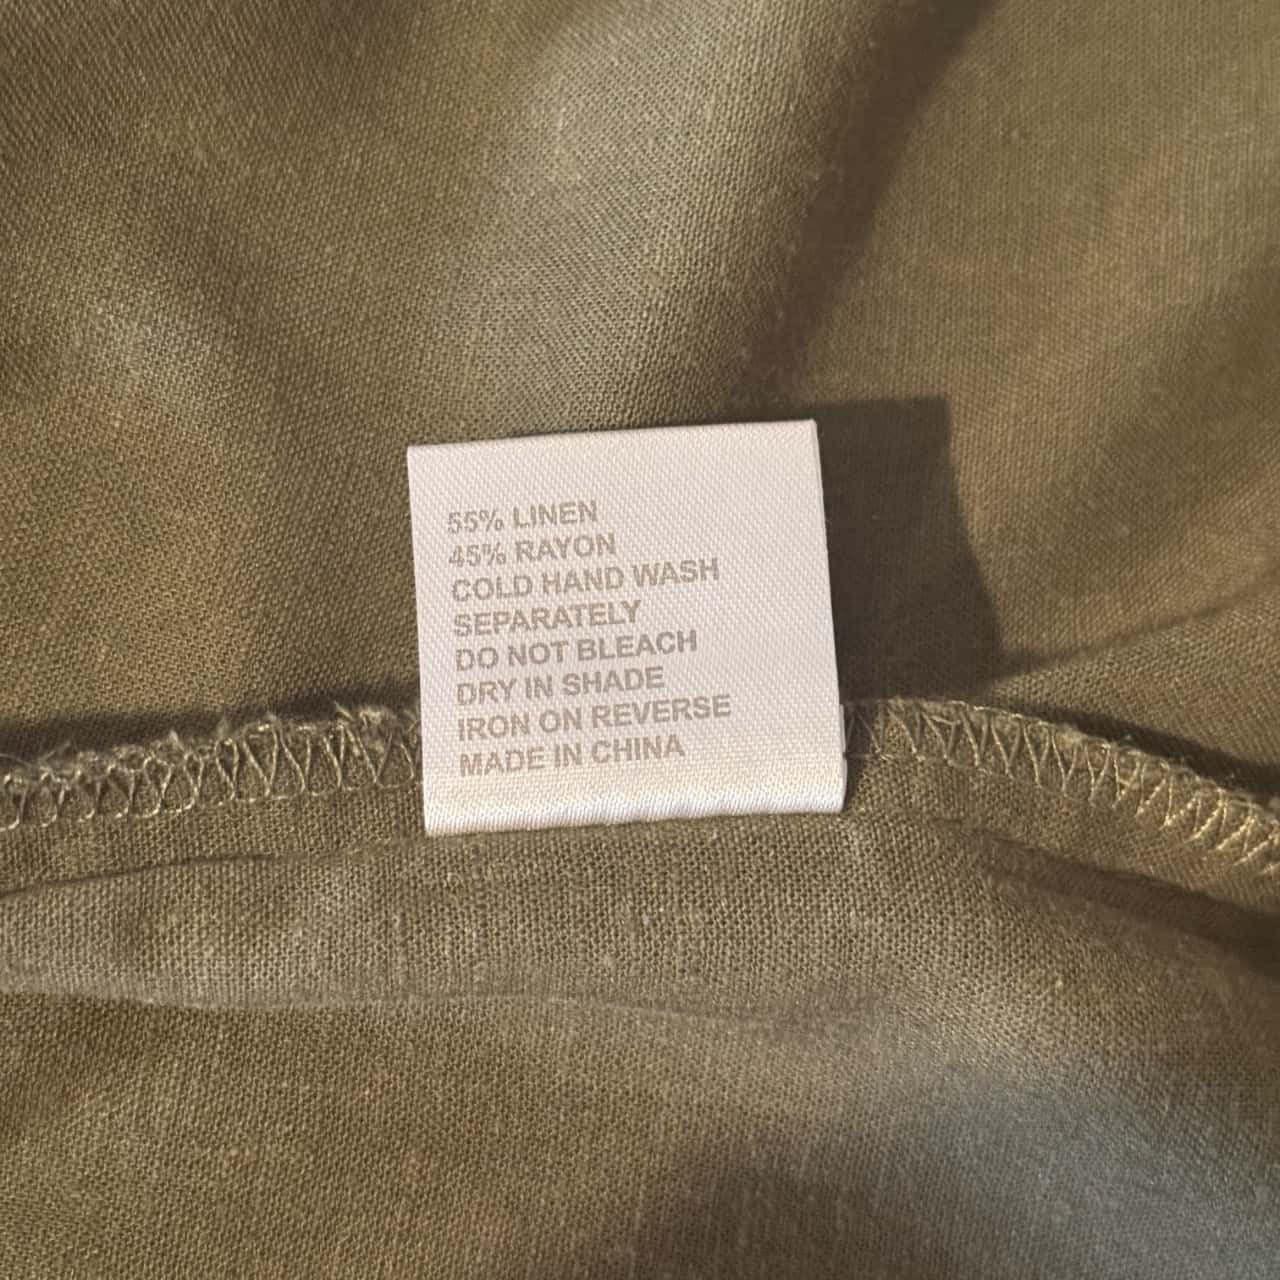 55% LINEN
45% RAYON
COLD HAND WASH
SEPARATELY
DO NOT BLEACH
DRY IN SHADE
IRON ON REVERSE
MADE IN CHINA